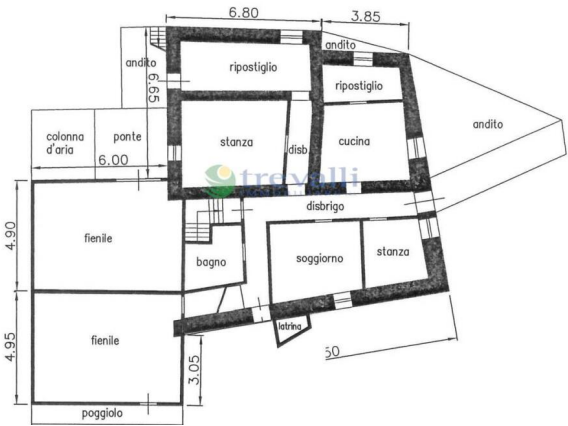 6.80
3.85
andito
andito
6.65
ripostiglio
ripostiglio
andito
colonna
d'aria
ponte
stanza
disb
cucina
6.00
trevalli
disbrigo
4.90
fienile
bagno
soggiorno
stanza
latrina
4.95
fienile
3.05
50
poggiolo